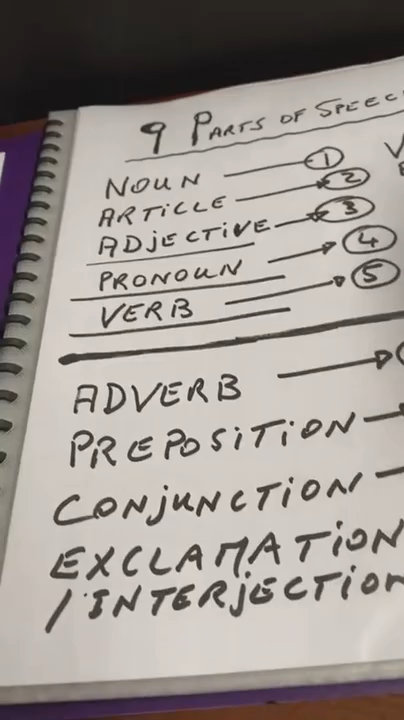 9 PARTS OF SPEEC
NOUN 1
ARTiCLE 2
ADjECTiVE 3
PRONOUN 4
VERB 5
ADVERB
PREPOSiTiON
CONjUNCTiON
EXCLAMATiON
/iNTERjECTiON